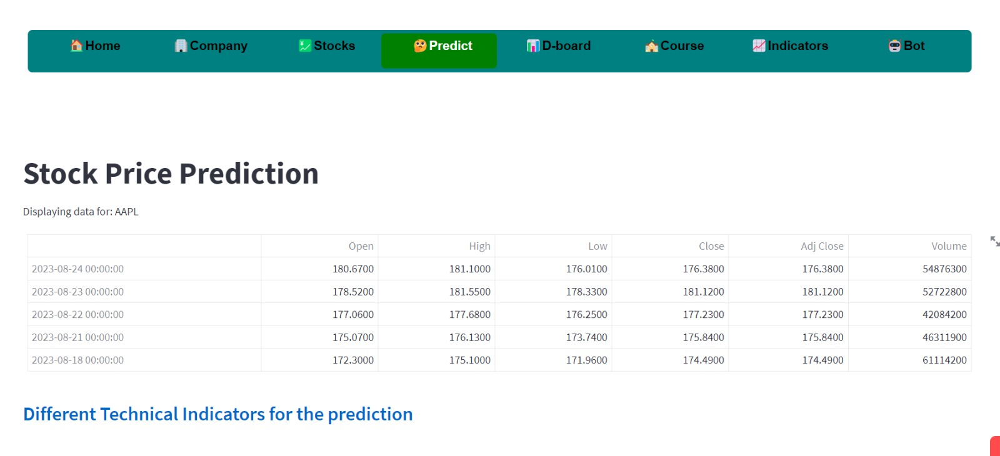 Home Company Stocks Predict D-board Course Indicators Bot
Stock Price Prediction
Displaying data for: AAPL
Open High Low Close Adj Close Volume
2023-08-24 00:00:00 180.6700 181.1000 176.0100 176.3800 176.3800 54876300
2023-08-23 00:00:00 178.5200 181.5500 178.3300 181.1200 181.1200 52722800
2023-08-22 00:00:00 177.0600 177.6800 176.2500 177.2300 177.2300 42084200
2023-08-21 00:00:00 175.0700 176.1300 173.7400 175.8400 175.8400 46311900
2023-08-18 00:00:00 172.3000 175.1000 171.9600 174.4900 174.4900 61114200
Different Technical Indicators for the prediction